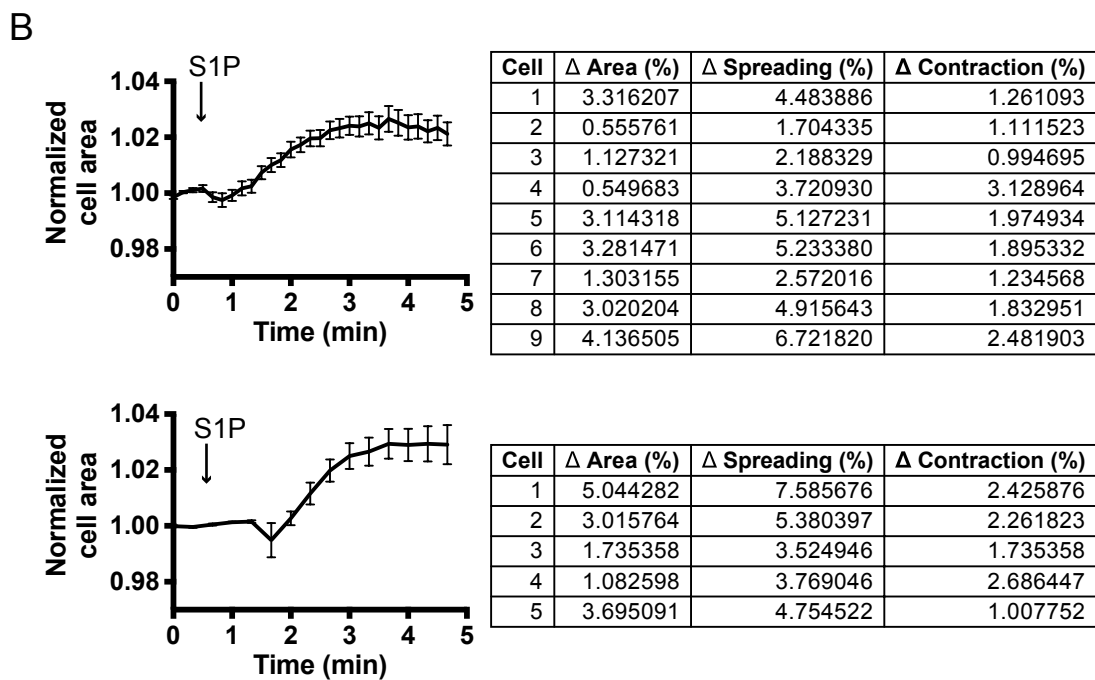 B
S1P
1.04
1.02
1.00
0.98
Normalized
cell area
0 1 2 3 4 5
Time (min)
Cell Δ Area (%) Δ Spreading (%) Δ Contraction (%)
1 3.316207 4.483886 1.261093
2 0.555761 1.704335 1.111523
3 1.127321 2.188329 0.994695
4 0.549683 3.720930 3.128964
5 3.114318 5.127231 1.974934
6 3.281471 5.233380 1.895332
7 1.303155 2.572016 1.234568
8 3.020204 4.915643 1.832951
9 4.136505 6.721820 2.481903
S1P
1.04
1.02
1.00
0.98
Normalized
cell area
0 1 2 3 4 5
Time (min)
Cell Δ Area (%) Δ Spreading (%) Δ Contraction (%)
1 5.044282 7.585676 2.425876
2 3.015764 5.380397 2.261823
3 1.735358 3.524946 1.735358
4 1.082598 3.769046 2.686447
5 3.695091 4.754522 1.007752